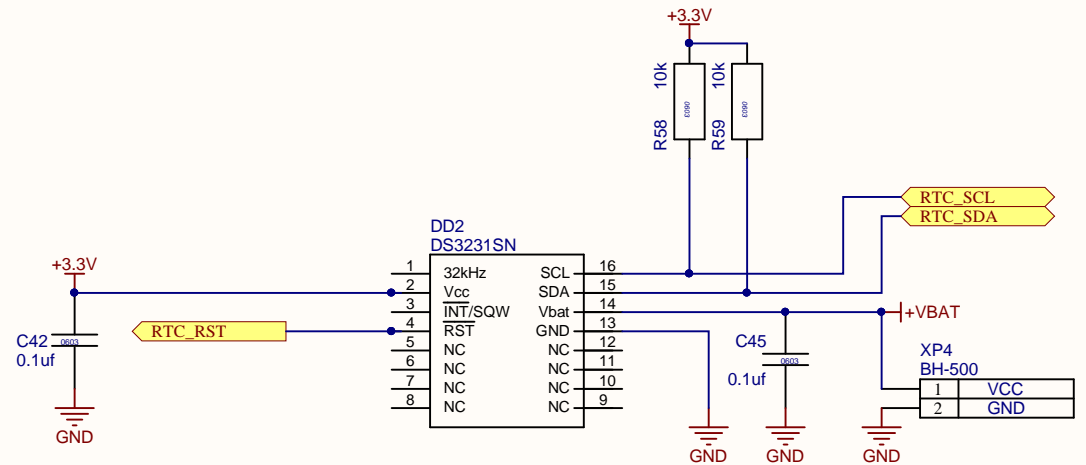 +3.3V
10k
10k
0603
0603
R58
R59
RTC_SCL
RTC_SDA
DD2
DS3231SN
+3.3V
1 32kHz SCL 16
2 Vcc SDA 15
3 INT/SQW Vbat 14
4 RST GND 13
5 NC NC 12
6 NC NC 11
7 NC NC 10
8 NC NC 9
RTC_RST
C42
0603
0.1uf
GND
+VBAT
C45
0603
0.1uf
XP4
BH-500
1 VCC
2 GND
GND
GND
GND